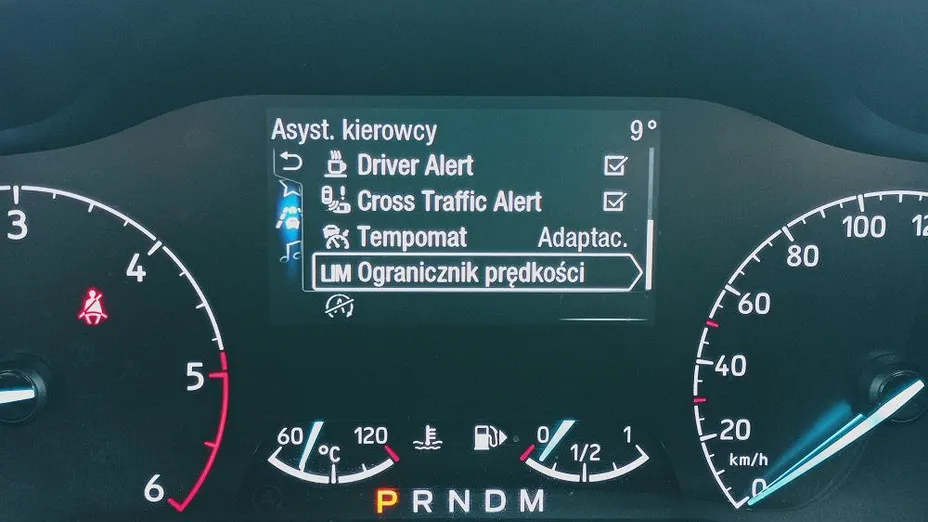 Asyst. kierowcy 9°
Driver Alert
Cross Traffic Alert
Tempomat Adaptac.
LIM Ogranicznik prędkości
3
4
5
6
60 °C 120
0 1/2 1
P R N D M
100
80
60
40
20
km/h
0